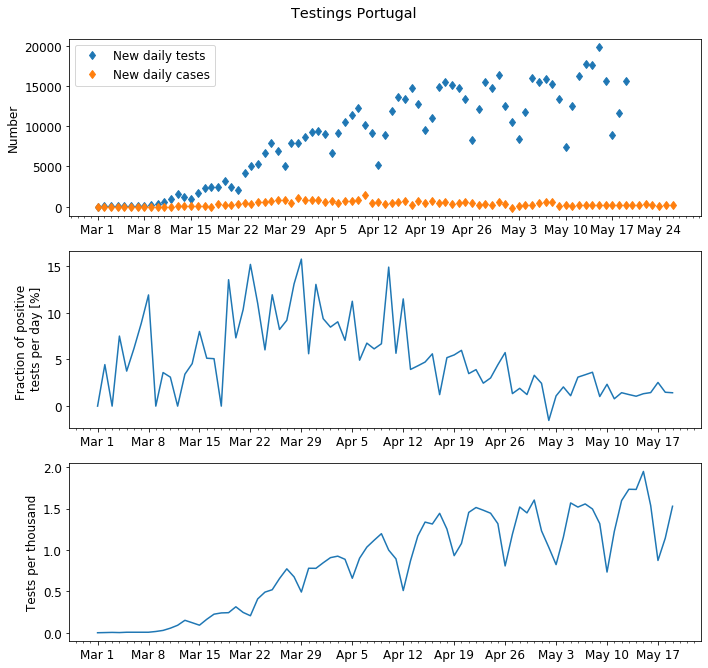 Testings Portugal
New daily tests
New daily cases
Number
20000
15000
10000
5000
0
Mar 1 Mar 8 Mar 15 Mar 22 Mar 29 Apr 5 Apr 12 Apr 19 Apr 26 May 3 May 10 May 17 May 24
Fraction of positive
tests per day [%]
15
10
5
0
Mar 1 Mar 8 Mar 15 Mar 22 Mar 29 Apr 5 Apr 12 Apr 19 Apr 26 May 3 May 10 May 17
Tests per thousand
2.0
1.5
1.0
0.5
0.0
Mar 1 Mar 8 Mar 15 Mar 22 Mar 29 Apr 5 Apr 12 Apr 19 Apr 26 May 3 May 10 May 17